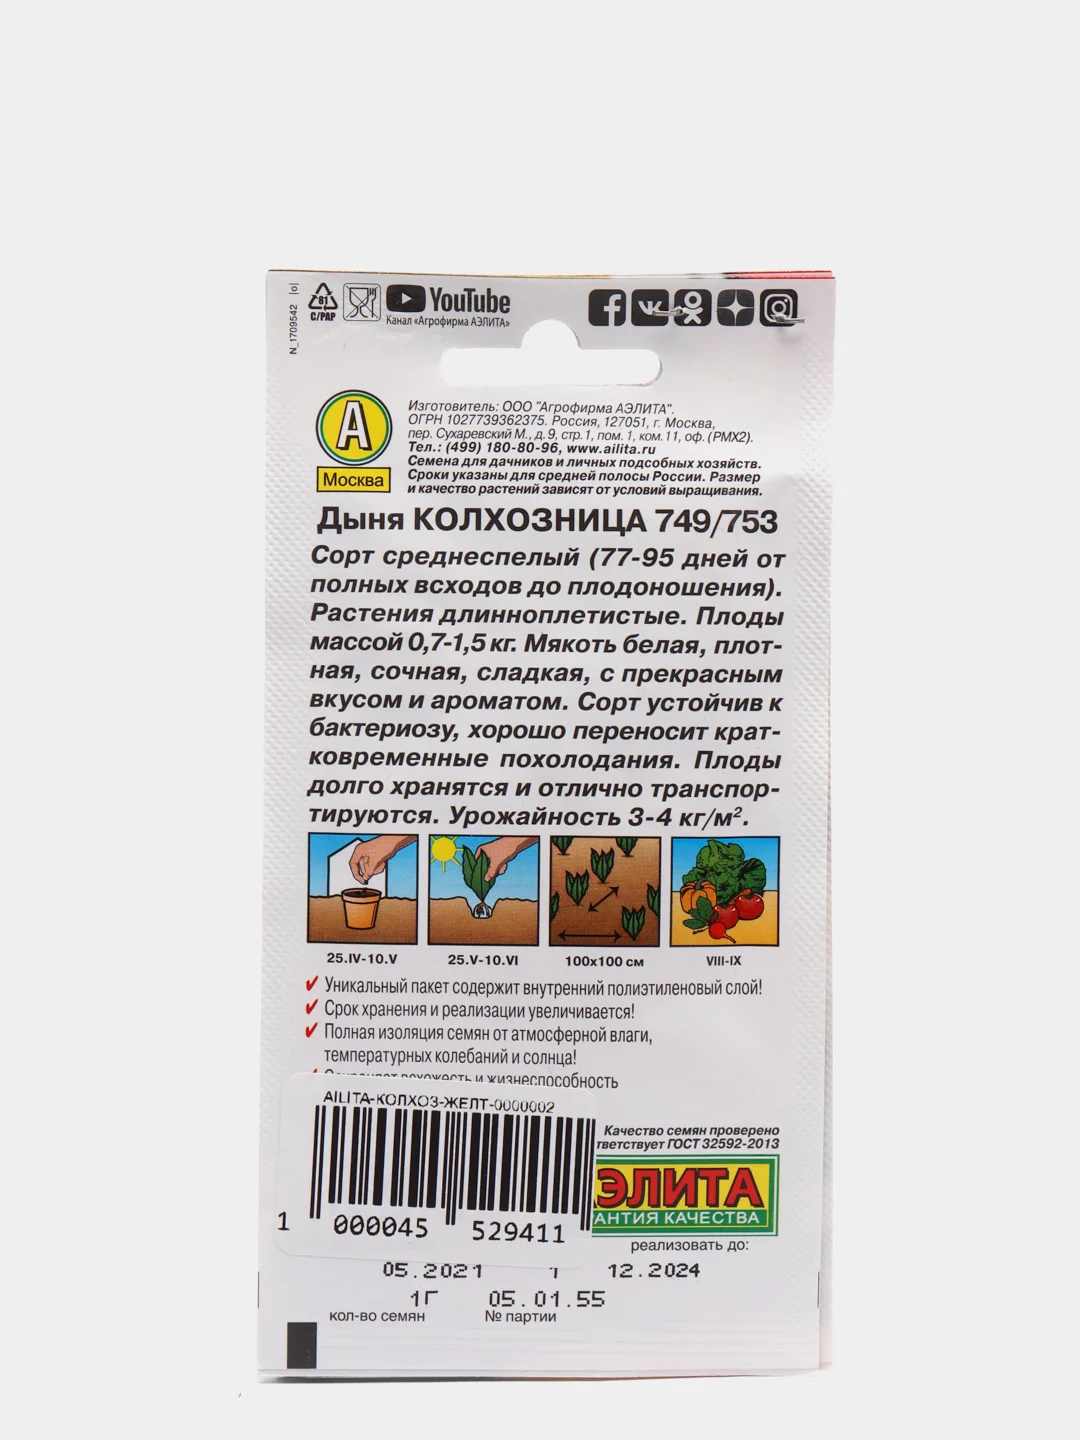 N_1709542 |o|
81
C/PAP
YouTube
Канал «Агрофирма АЭЛИТА»
А
Москва
Изготовитель: ООО "Агрофирма АЭЛИТА".
ОГРН 1027739362375. Россия, 127051, г. Москва,
пер. Сухаревский М., д. 9, стр.1, пом. 1, ком. 11, оф. (РМХ2).
Тел.: (499) 180-80-96, www.ailita.ru
Семена для дачников и личных подсобных хозяйств.
Сроки указаны для средней полосы России. Размер
и качество растений зависят от условий выращивания.
Дыня КОЛХОЗНИЦА 749/753
Сорт среднеспелый (77-95 дней от
полных всходов до плодоношения).
Растения длинноплетистые. Плоды
массой 0,7-1,5 кг. Мякоть белая, плот-
ная, сочная, сладкая, с прекрасным
вкусом и ароматом. Сорт устойчив к
бактериозу, хорошо переносит крат-
ковременные похолодания. Плоды
долго хранятся и отлично транспор-
тируются. Урожайность 3-4 кг/м².
25.IV-10.V 25.V-10.VI 100x100 см VIII-IX
Уникальный пакет содержит внутренний полиэтиленовый слой!
Срок хранения и реализации увеличивается!
Полная изоляция семян от атмосферной влаги,
температурных колебаний и солнца!
Сохраняет всхожесть и жизнеспособность
AILITA-КОЛХОЗ-ЖЕЛТ-0000002
1 000045 529411
Качество семян проверено
тветствует ГОСТ 32592-2013
АЭЛИТА
АНТИЯ КАЧЕСТВА
реализовать до:
05.2021 1 12.2024
1Г 05.01.55
кол-во семян № партии